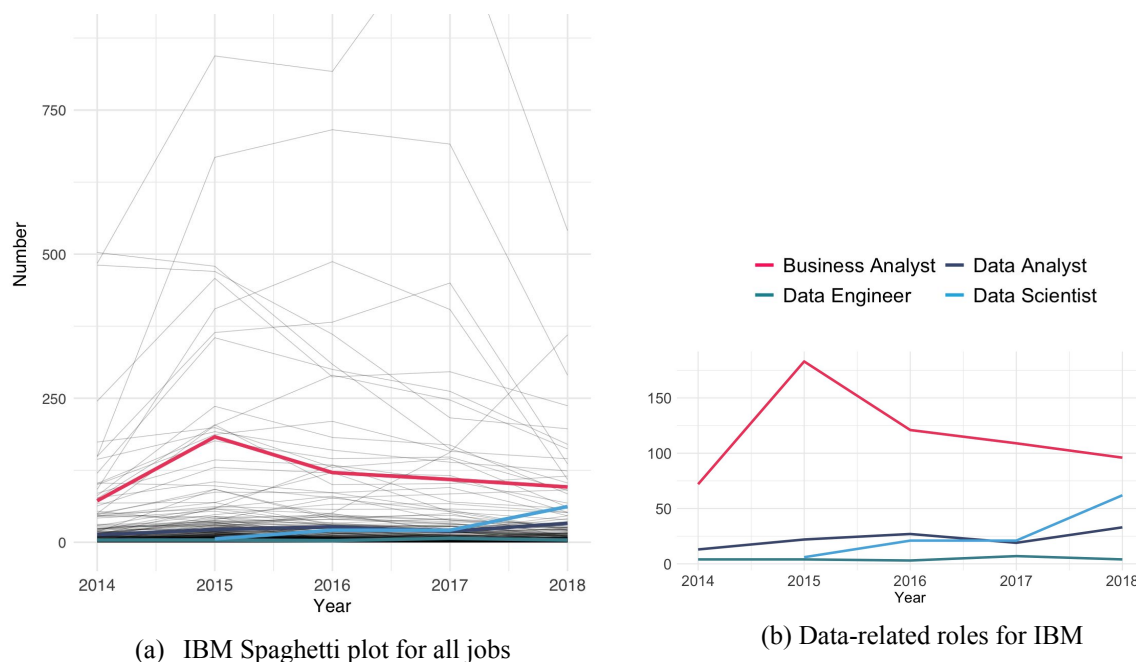 750
500
250
0
Number
2014 2015 2016 2017 2018
Year
(a) IBM Spaghetti plot for all jobs
Business Analyst Data Analyst
Data Engineer Data Scientist
150
100
50
0
2014 2015 2016 2017 2018
Year
(b) Data-related roles for IBM